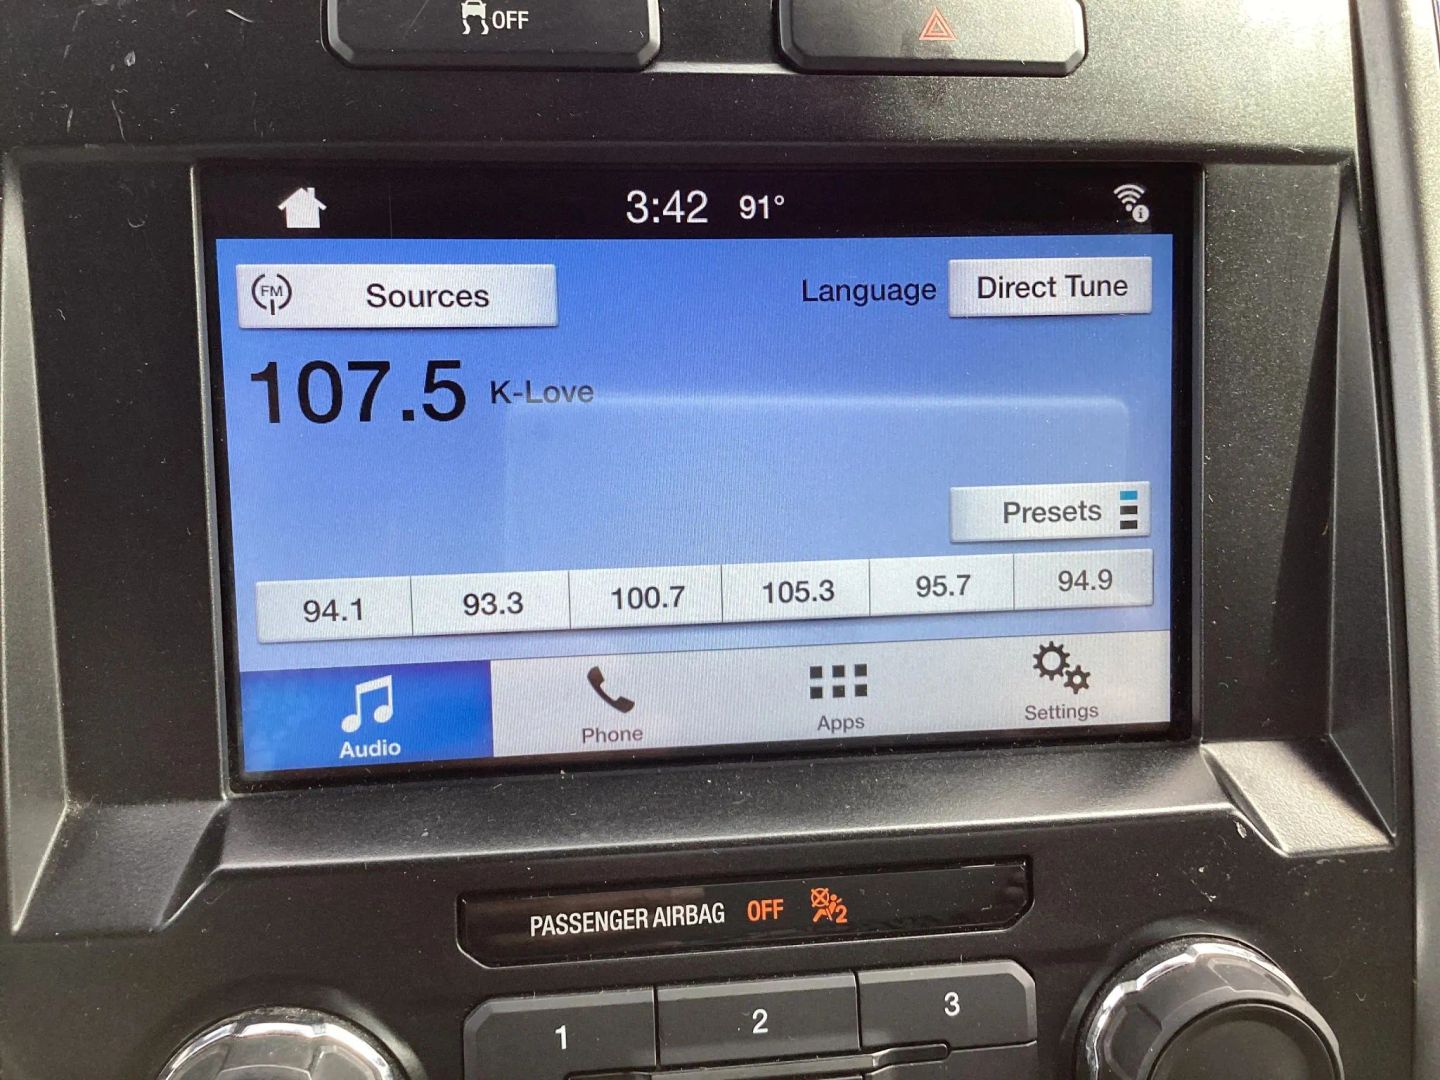 OFF
3:42 91°
FM Sources Language Direct Tune
107.5 K-Love
Presets
94.1 93.3 100.7 105.3 95.7 94.9
Audio Phone Apps Settings
PASSENGER AIRBAG OFF 2
1 2 3